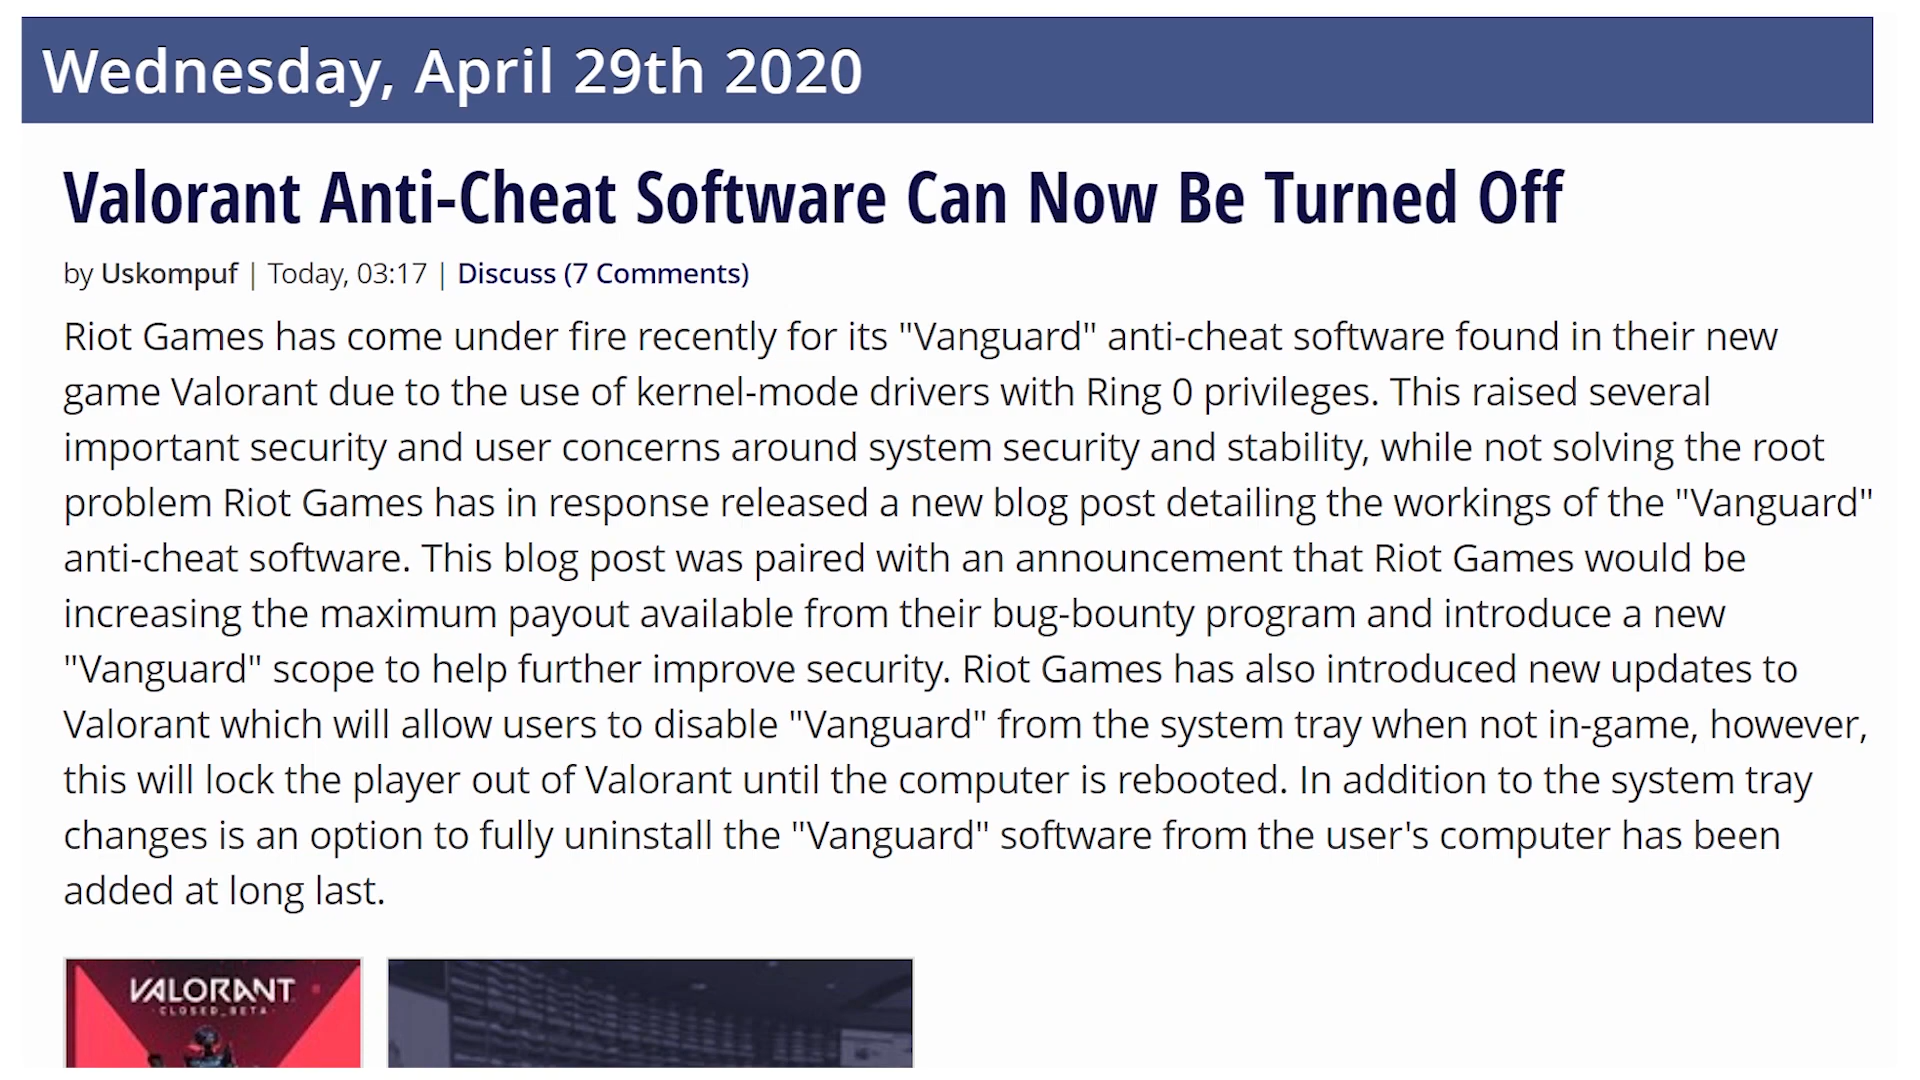 Wednesday, April 29th 2020
Valorant Anti-Cheat Software Can Now Be Turned Off
by Uskompuf | Today, 03:17 | Discuss (7 Comments)
Riot Games has come under fire recently for its "Vanguard" anti-cheat software found in their new
game Valorant due to the use of kernel-mode drivers with Ring 0 privileges. This raised several
important security and user concerns around system security and stability, while not solving the root
problem Riot Games has in response released a new blog post detailing the workings of the "Vanguard"
anti-cheat software. This blog post was paired with an announcement that Riot Games would be
increasing the maximum payout available from their bug-bounty program and introduce a new
"Vanguard" scope to help further improve security. Riot Games has also introduced new updates to
Valorant which will allow users to disable "Vanguard" from the system tray when not in-game, however,
this will lock the player out of Valorant until the computer is rebooted. In addition to the system tray
changes is an option to fully uninstall the "Vanguard" software from the user's computer has been
added at long last.
VALORANT
CLOSED_BETA